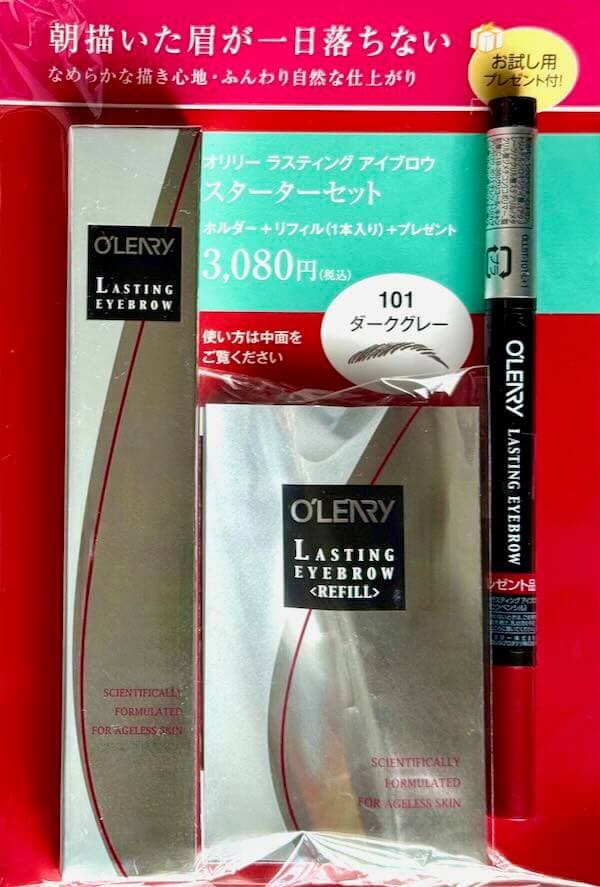 朝描いた眉が一日落ちない
なめらかな描き心地・ふんわり自然な仕上がり
お試し用
プレゼント付!
オリリー ラスティング アイブロウ
スターターセット
ホルダー+リフィル(1本入り)+プレゼント
3,080円(税込)
101
ダークグレー
使い方は中面を
ご覧ください
O'LEARY
LASTING
EYEBROW
SCIENTIFICALLY
FORMULATED
FOR AGELESS SKIN
O'LEARY
LASTING
EYEBROW
<REFILL>
SCIENTIFICALLY
FORMULATED
FOR AGELESS SKIN
O'LEARY LASTING EYEBROW
レゼント品